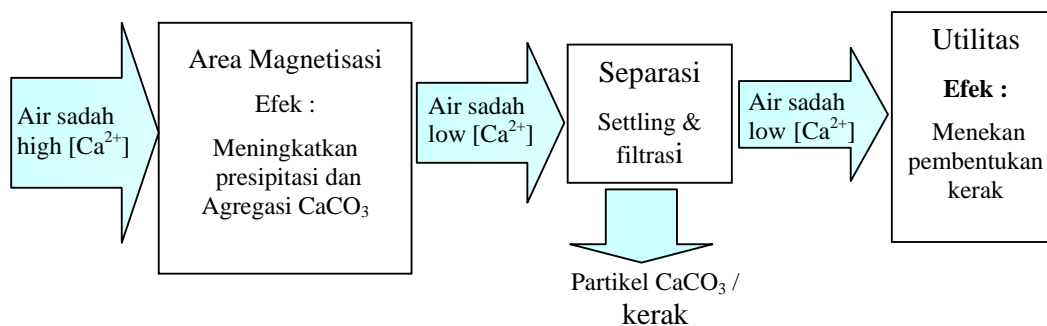 Air sadah
high [Ca²⁺]
Area Magnetisasi
Efek :
Meningkatkan
presipitasi dan
Agregasi CaCO₃
Air sadah
low [Ca²⁺]
Separasi
Settling &
filtrasi
Partikel CaCO₃ /
kerak
Air sadah
low [Ca²⁺]
Utilitas
Efek :
Menekan
pembentukan
kerak